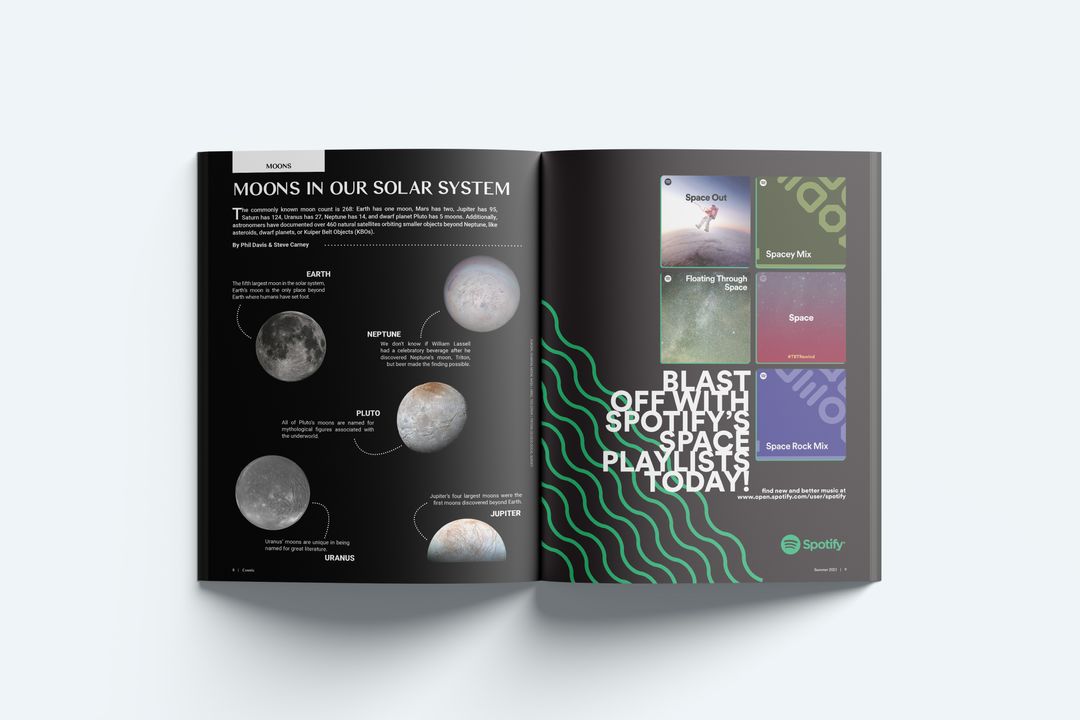 MOONS
MOONS IN OUR SOLAR SYSTEM
The commonly known moon count is 268: Earth has one moon, Mars has two, Jupiter has 95,
Saturn has 124, Uranus has 27, Neptune has 14, and dwarf planet Pluto has 5 moons. Additionally,
astronomers have documented over 460 natural satellites orbiting smaller objects beyond Neptune, like
asteroids, dwarf planets, or Kuiper Belt Objects (KBOs).
By Phil Davis & Steve Carney
EARTH
The fifth largest moon in the solar system,
Earth's moon is the only place beyond
Earth where humans have set foot.
NEPTUNE
We don't know if William Lassell
had a celebratory beverage after he
discovered Neptune's moon, Triton,
but beer made the finding possible.
PLUTO
All of Pluto's moons are named for
mythological figures associated with
the underworld.
Jupiter's four largest moons were the
first moons discovered beyond Earth.
JUPITER
Uranus' moons are unique in being
named for great literature.
URANUS
8 |
Space Out
Spacey Mix
Floating Through
Space
Space
#TBTRewind
Space Rock Mix
BLAST
OFF WITH
SPOTIFY'S
SPACE
PLAYLISTS
TODAY!
find new and better music at
www.open.spotify.com/user/spotify
Spotify
Summer 2023 | 9